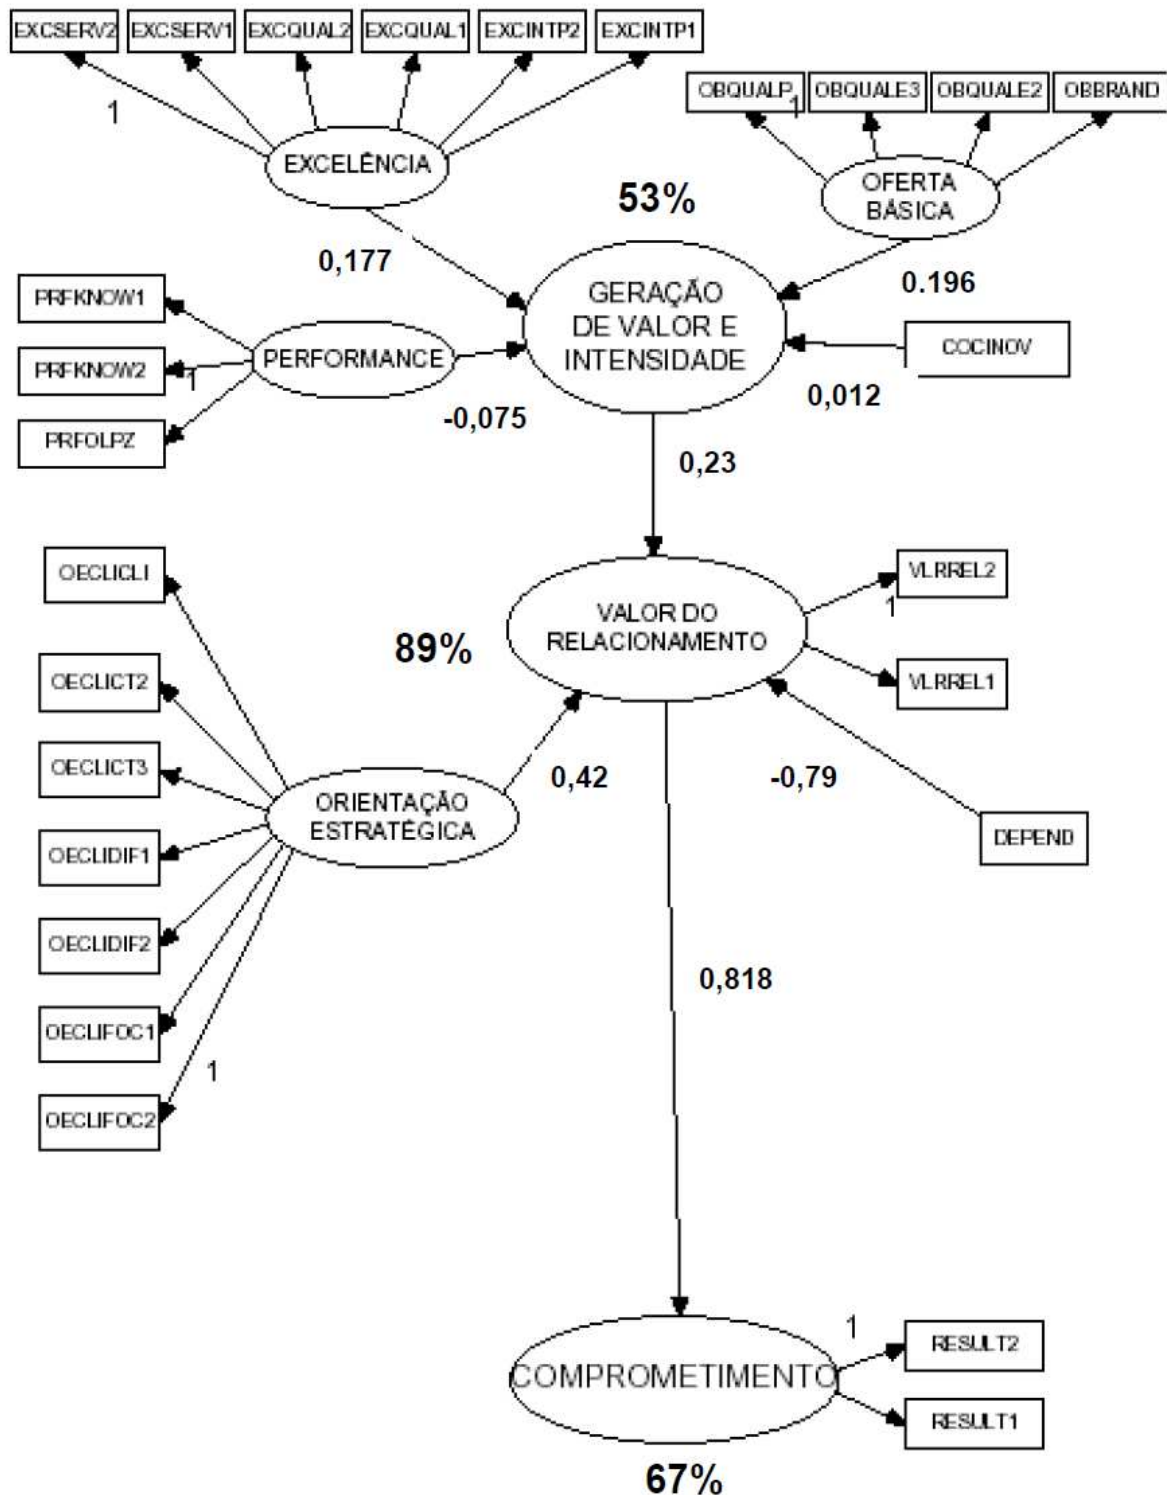 EXCSERV2 EXCSERV1 EXCQUAL2 EXCQUAL1 EXCINTP2 EXCINTP1
OBQUALP OBQUALE3 OBQUALE2 OBBRAND
1
1
EXCELÊNCIA
OFERTA
BÁSICA
53%
0,177
0.196
GERAÇÃO
DE VALOR E
INTENSIDADE
PRFKNOW1
PRFKNOW2
1
PRFOLPZ
PERFORMANCE
-0,075
COCINOV
0,012
0,23
OECLICLI
OECLICT2
OECLICT3
OECLIDIF1
OECLIDIF2
OECLIFOC1
OECLIFOC2
1
VALOR DO
RELACIONAMENTO
VLRREL2
1
VLRREL1
89%
ORIENTAÇÃO
ESTRATÉGICA
0,42
-0,79
DEPEND
0,818
COMPROMETIMENTO
1
RESULT2
RESULT1
67%